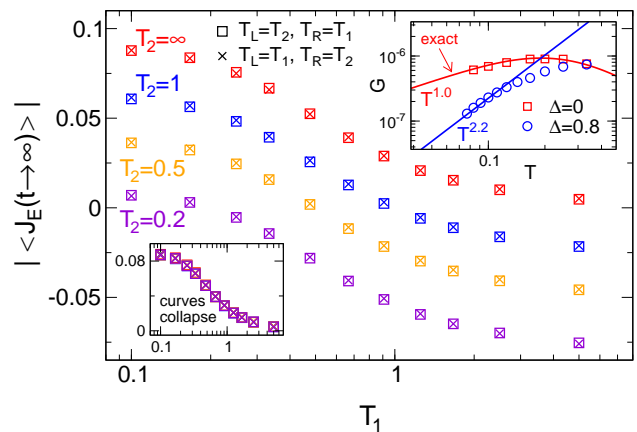 0.1
0.05
0
-0.05
| < J_E(t→∞) > |
T_2=∞
T_2=1
T_2=0.5
T_2=0.2
T_L=T_2, T_R=T_1
T_L=T_1, T_R=T_2
exact
T^1.0
T^2.2
Δ=0
Δ=0.8
G
10^-6
10^-7
0.1
T
0.08
0
curves
collapse
0.1
1
0.1
1
T_1